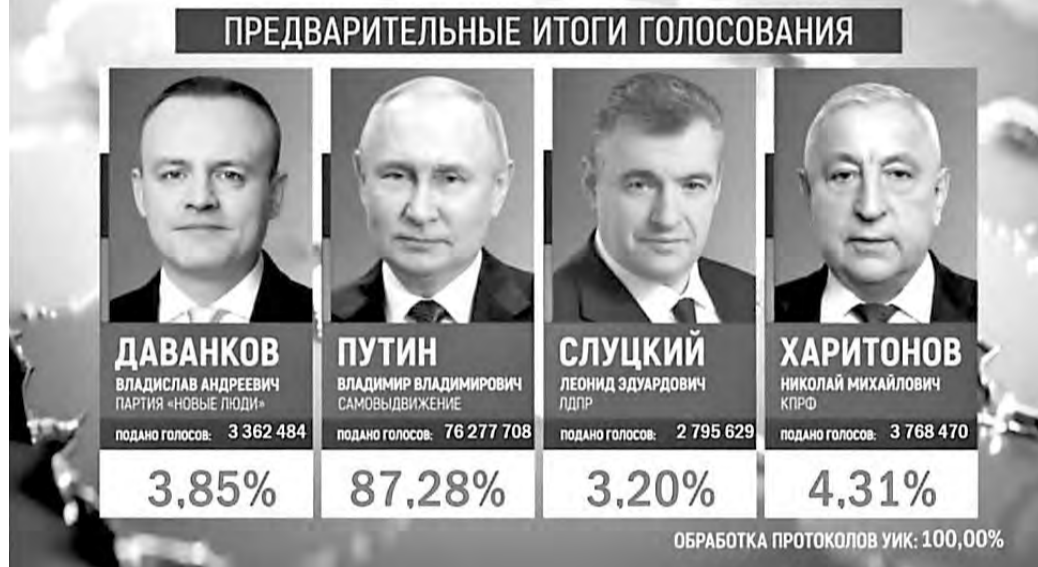 ПРЕДВАРИТЕЛЬНЫЕ ИТОГИ ГОЛОСОВАНИЯ
ДАВАНКОВ
ВЛАДИСЛАВ АНДРЕЕВИЧ
ПАРТИЯ «НОВЫЕ ЛЮДИ»
ПОДАНО ГОЛОСОВ: 3 362 484
3,85%
ПУТИН
ВЛАДИМИР ВЛАДИМИРОВИЧ
САМОВЫДВИЖЕНИЕ
ПОДАНО ГОЛОСОВ: 76 277 708
87,28%
СЛУЦКИЙ
ЛЕОНИД ЭДУАРДОВИЧ
ЛДПР
ПОДАНО ГОЛОСОВ: 2 795 629
3,20%
ХАРИТОНОВ
НИКОЛАЙ МИХАЙЛОВИЧ
КПРФ
ПОДАНО ГОЛОСОВ: 3 768 470
4,31%
ОБРАБОТКА ПРОТОКОЛОВ УИК: 100,00%